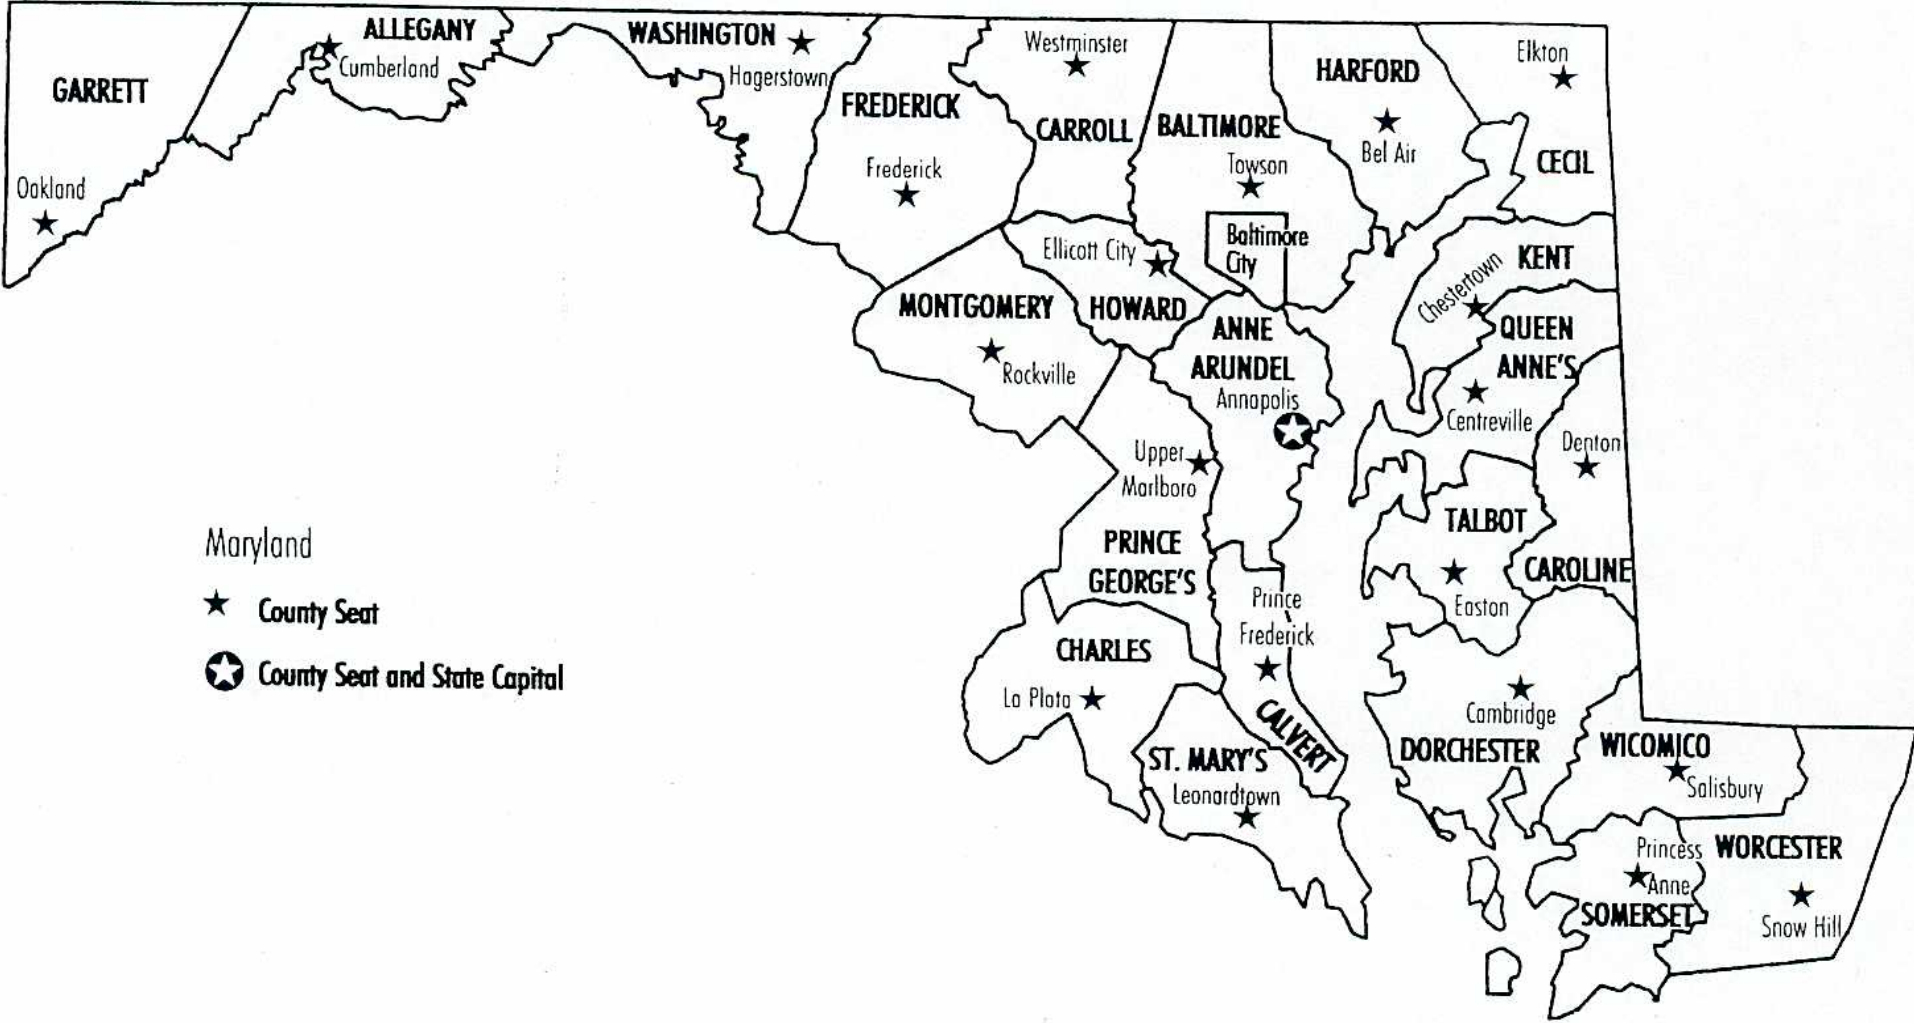 ALLEGANY
Cumberland
WASHINGTON
Hagerstown
GARRETT
Oakland
FREDERICK
Frederick
Westminster
CARROLL
BALTIMORE
Towson
Baltimore
City
HARFORD
Bel Air
Elkton
CECIL
Ellicott City
HOWARD
MONTGOMERY
Rockville
ANNE
ARUNDEL
Annapolis
KENT
Chestertown
QUEEN
ANNE'S
Centreville
Denton
CAROLINE
Upper
Marlboro
PRINCE
GEORGE'S
TALBOT
Easton
Prince
Frederick
CALVERT
CHARLES
La Plata
ST. MARY'S
Leonardtown
Cambridge
DORCHESTER
WICOMICO
Salisbury
Princess
Anne
SOMERSET
WORCESTER
Snow Hill
Maryland
County Seat
County Seat and State Capital